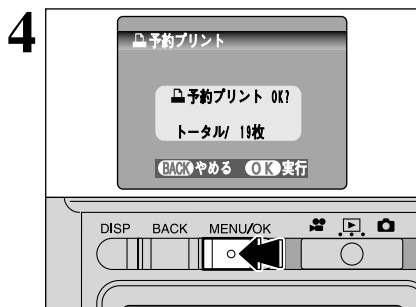 4
予約プリント
予約プリント OK?
トータル/ 19枚
BACK やめる OK 実行
DISP BACK MENU/OK